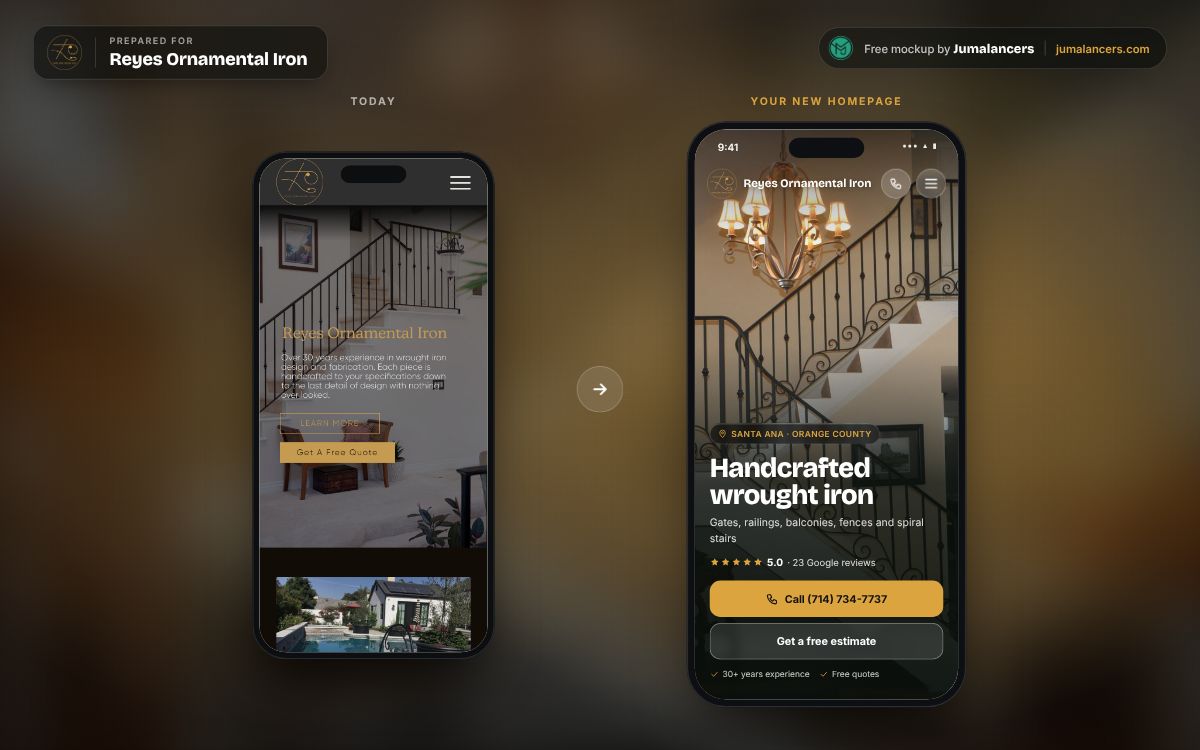 PREPARED FOR
Reyes Ornamental Iron
Free mockup by Jumalancers
jumalancers.com
TODAY
Reyes Ornamental Iron
Over 30 years experience in wrought iron
design and fabrication. Each piece is
handcrafted to your specifications down
to the last detail of design with nothing
over looked.
LEARN MORE
Get A Free Quote
YOUR NEW HOMEPAGE
9:41
Reyes Ornamental Iron
SANTA ANA · ORANGE COUNTY
Handcrafted
wrought iron
Gates, railings, balconies, fences and spiral
stairs
5.0 · 23 Google reviews
Call (714) 734-7737
Get a free estimate
30+ years experience
Free quotes